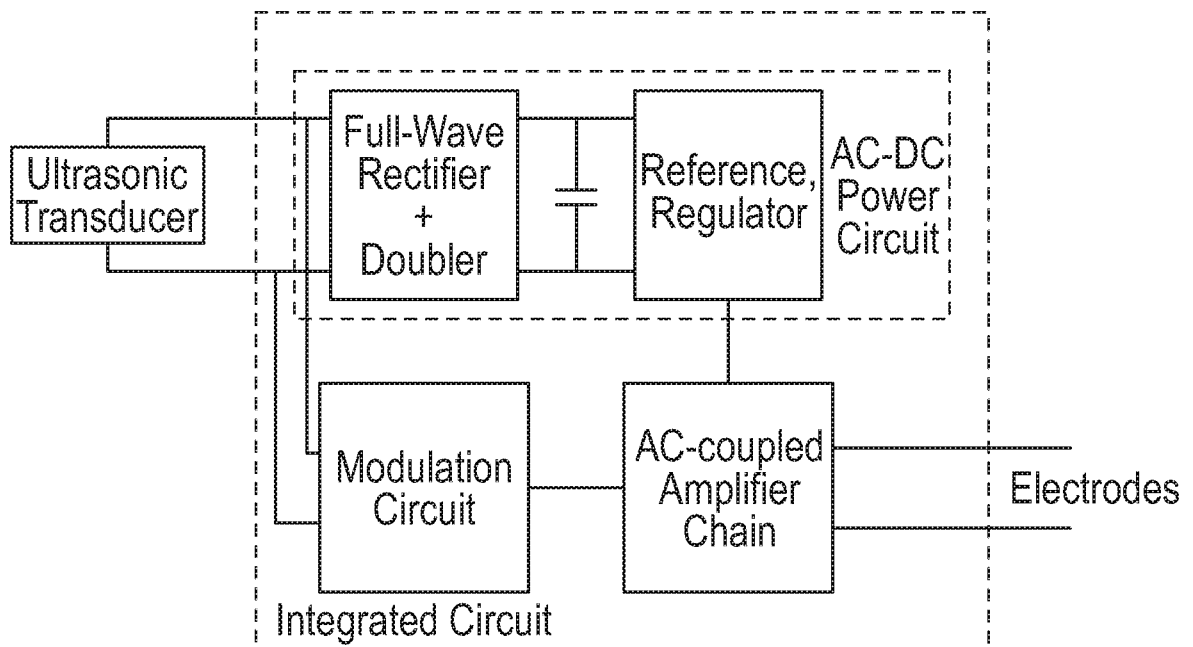 Ultrasonic
Transducer
Full-Wave
Rectifier
+
Doubler
Reference,
Regulator
AC-DC
Power
Circuit
Modulation
Circuit
AC-coupled
Amplifier
Chain
Electrodes
Integrated Circuit